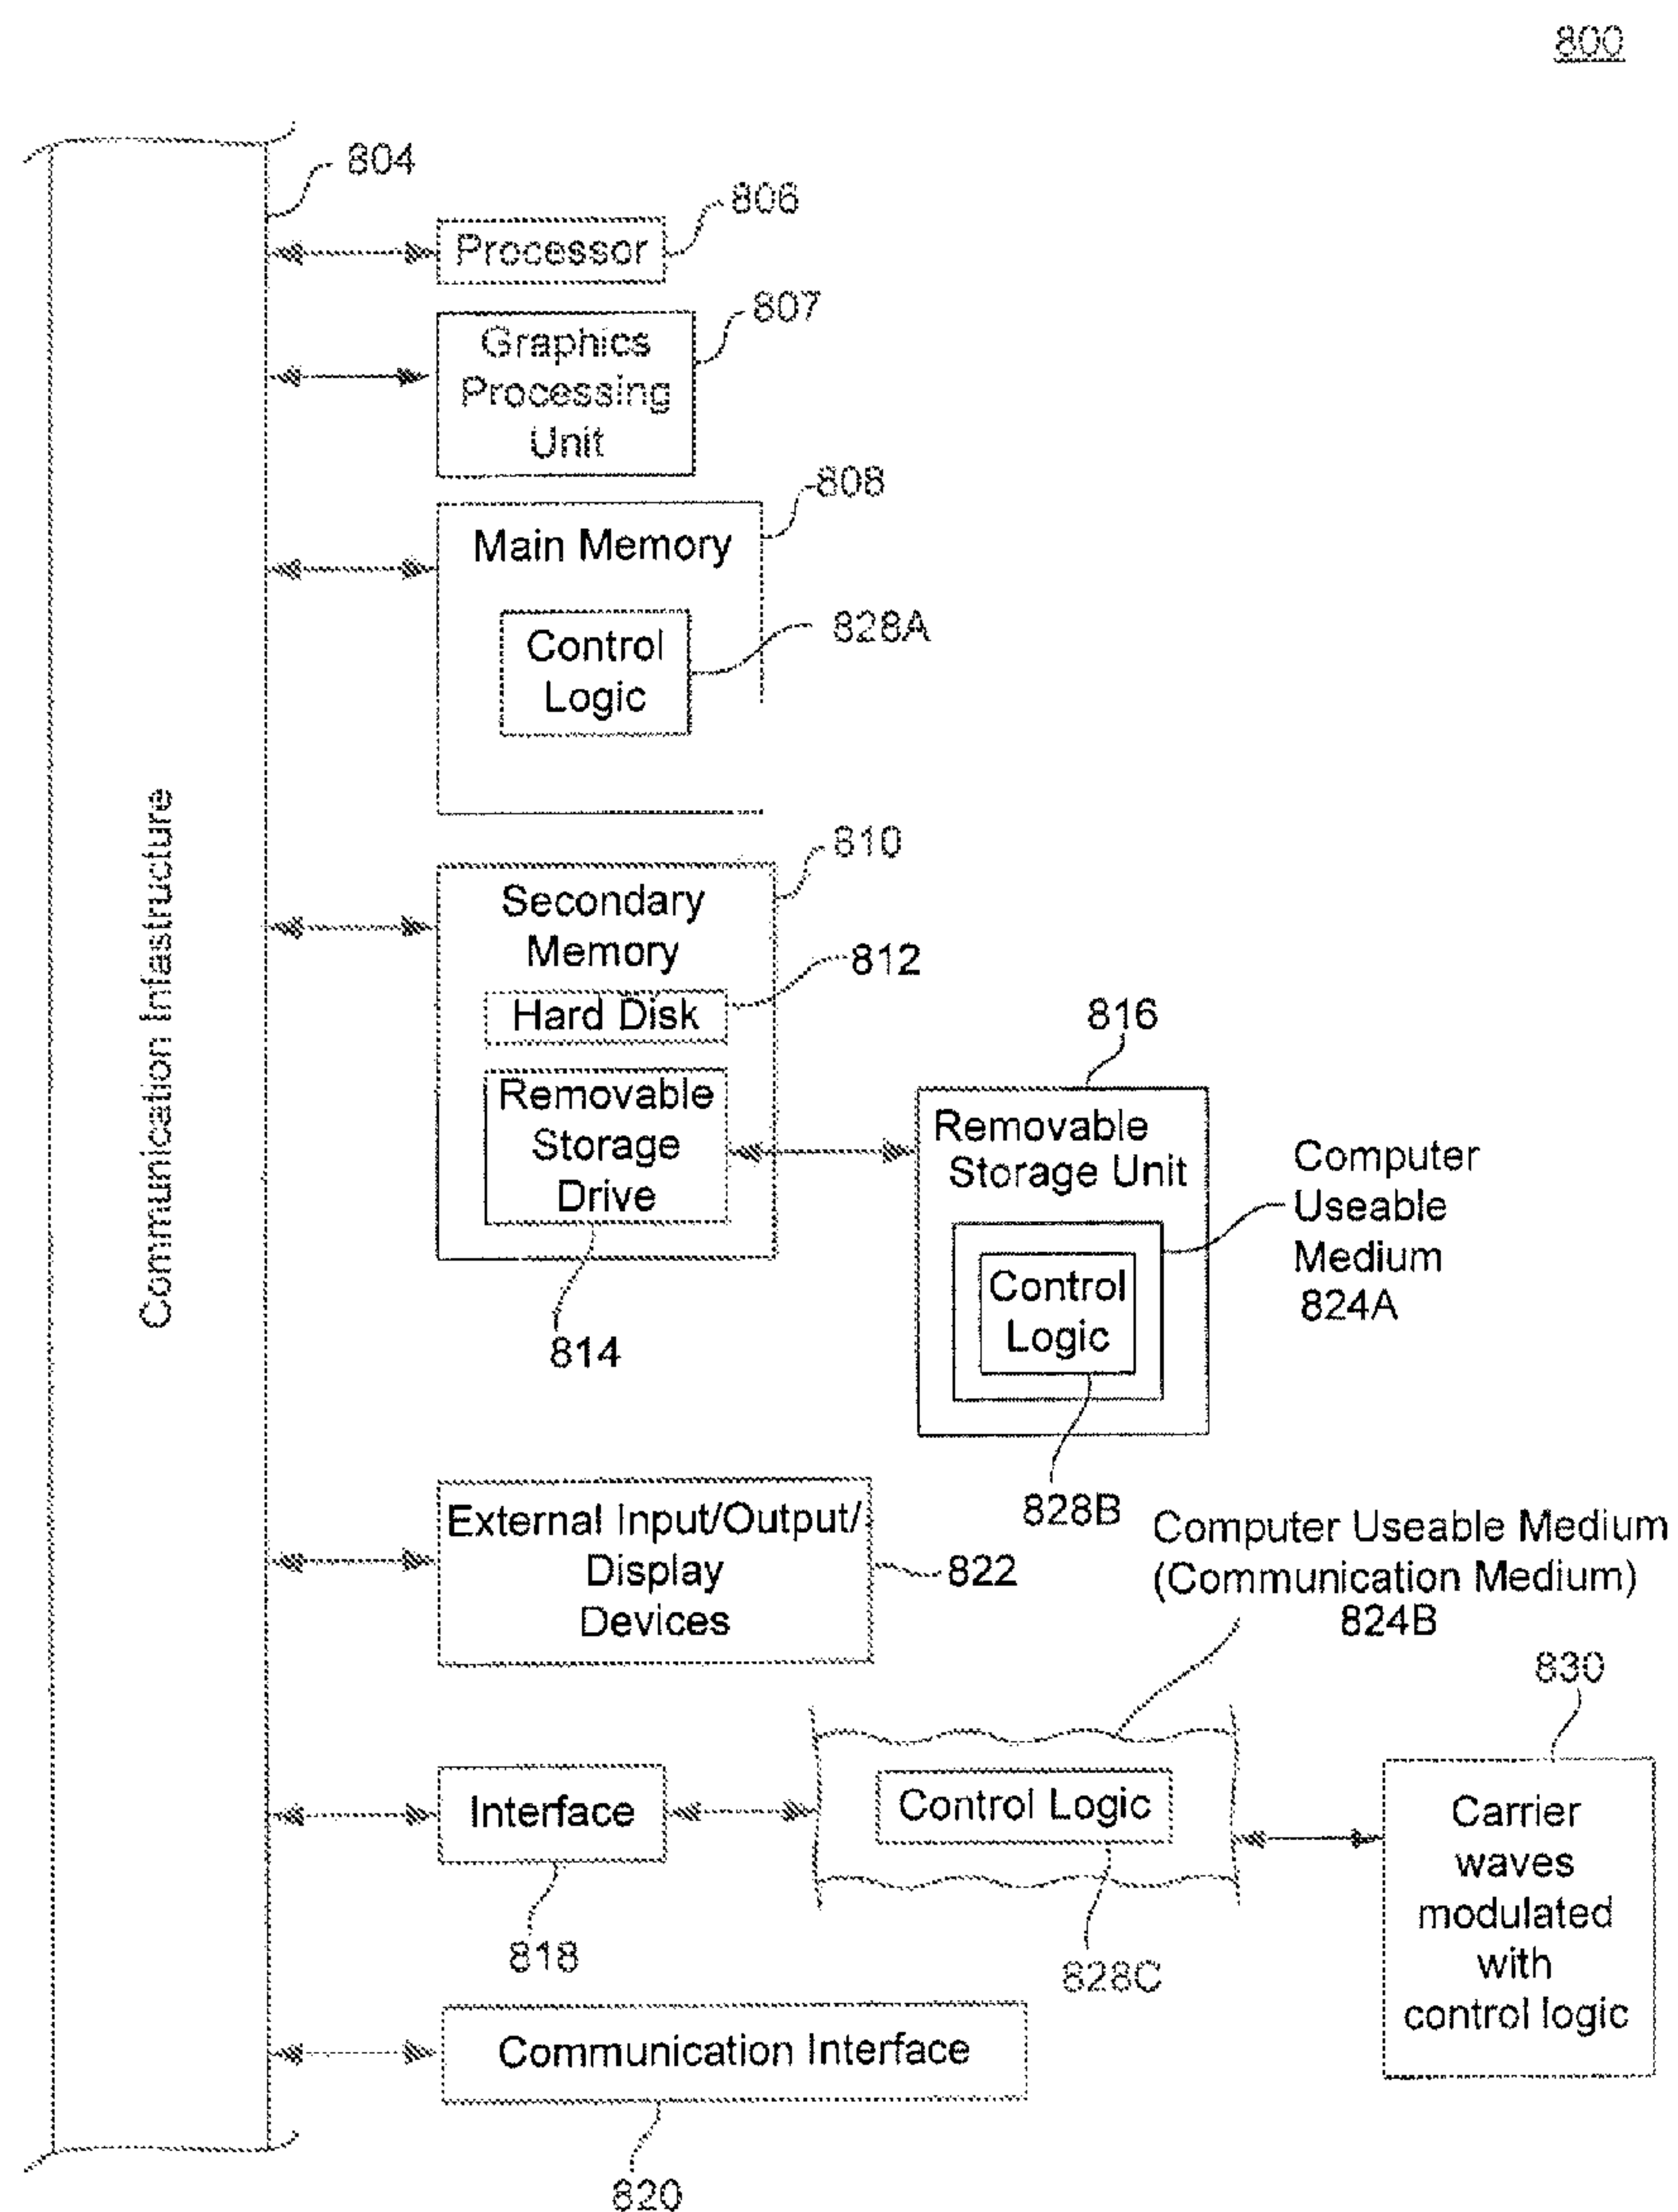 800
804
806
Processor
807
Graphics
Processing
Unit
808
Main Memory
828A
Control
Logic
Communication Infastructure
810
Secondary
Memory
812
Hard Disk
816
Removable
Storage
Drive
814
Removable
Storage Unit
Computer
Useable
Medium
824A
Control
Logic
828B
External Input/Output/
Display
Devices
822
Computer Useable Medium
(Communication Medium)
824B
830
Interface
818
Control Logic
828C
Carrier
waves
modulated
with
control logic
Communication Interface
820